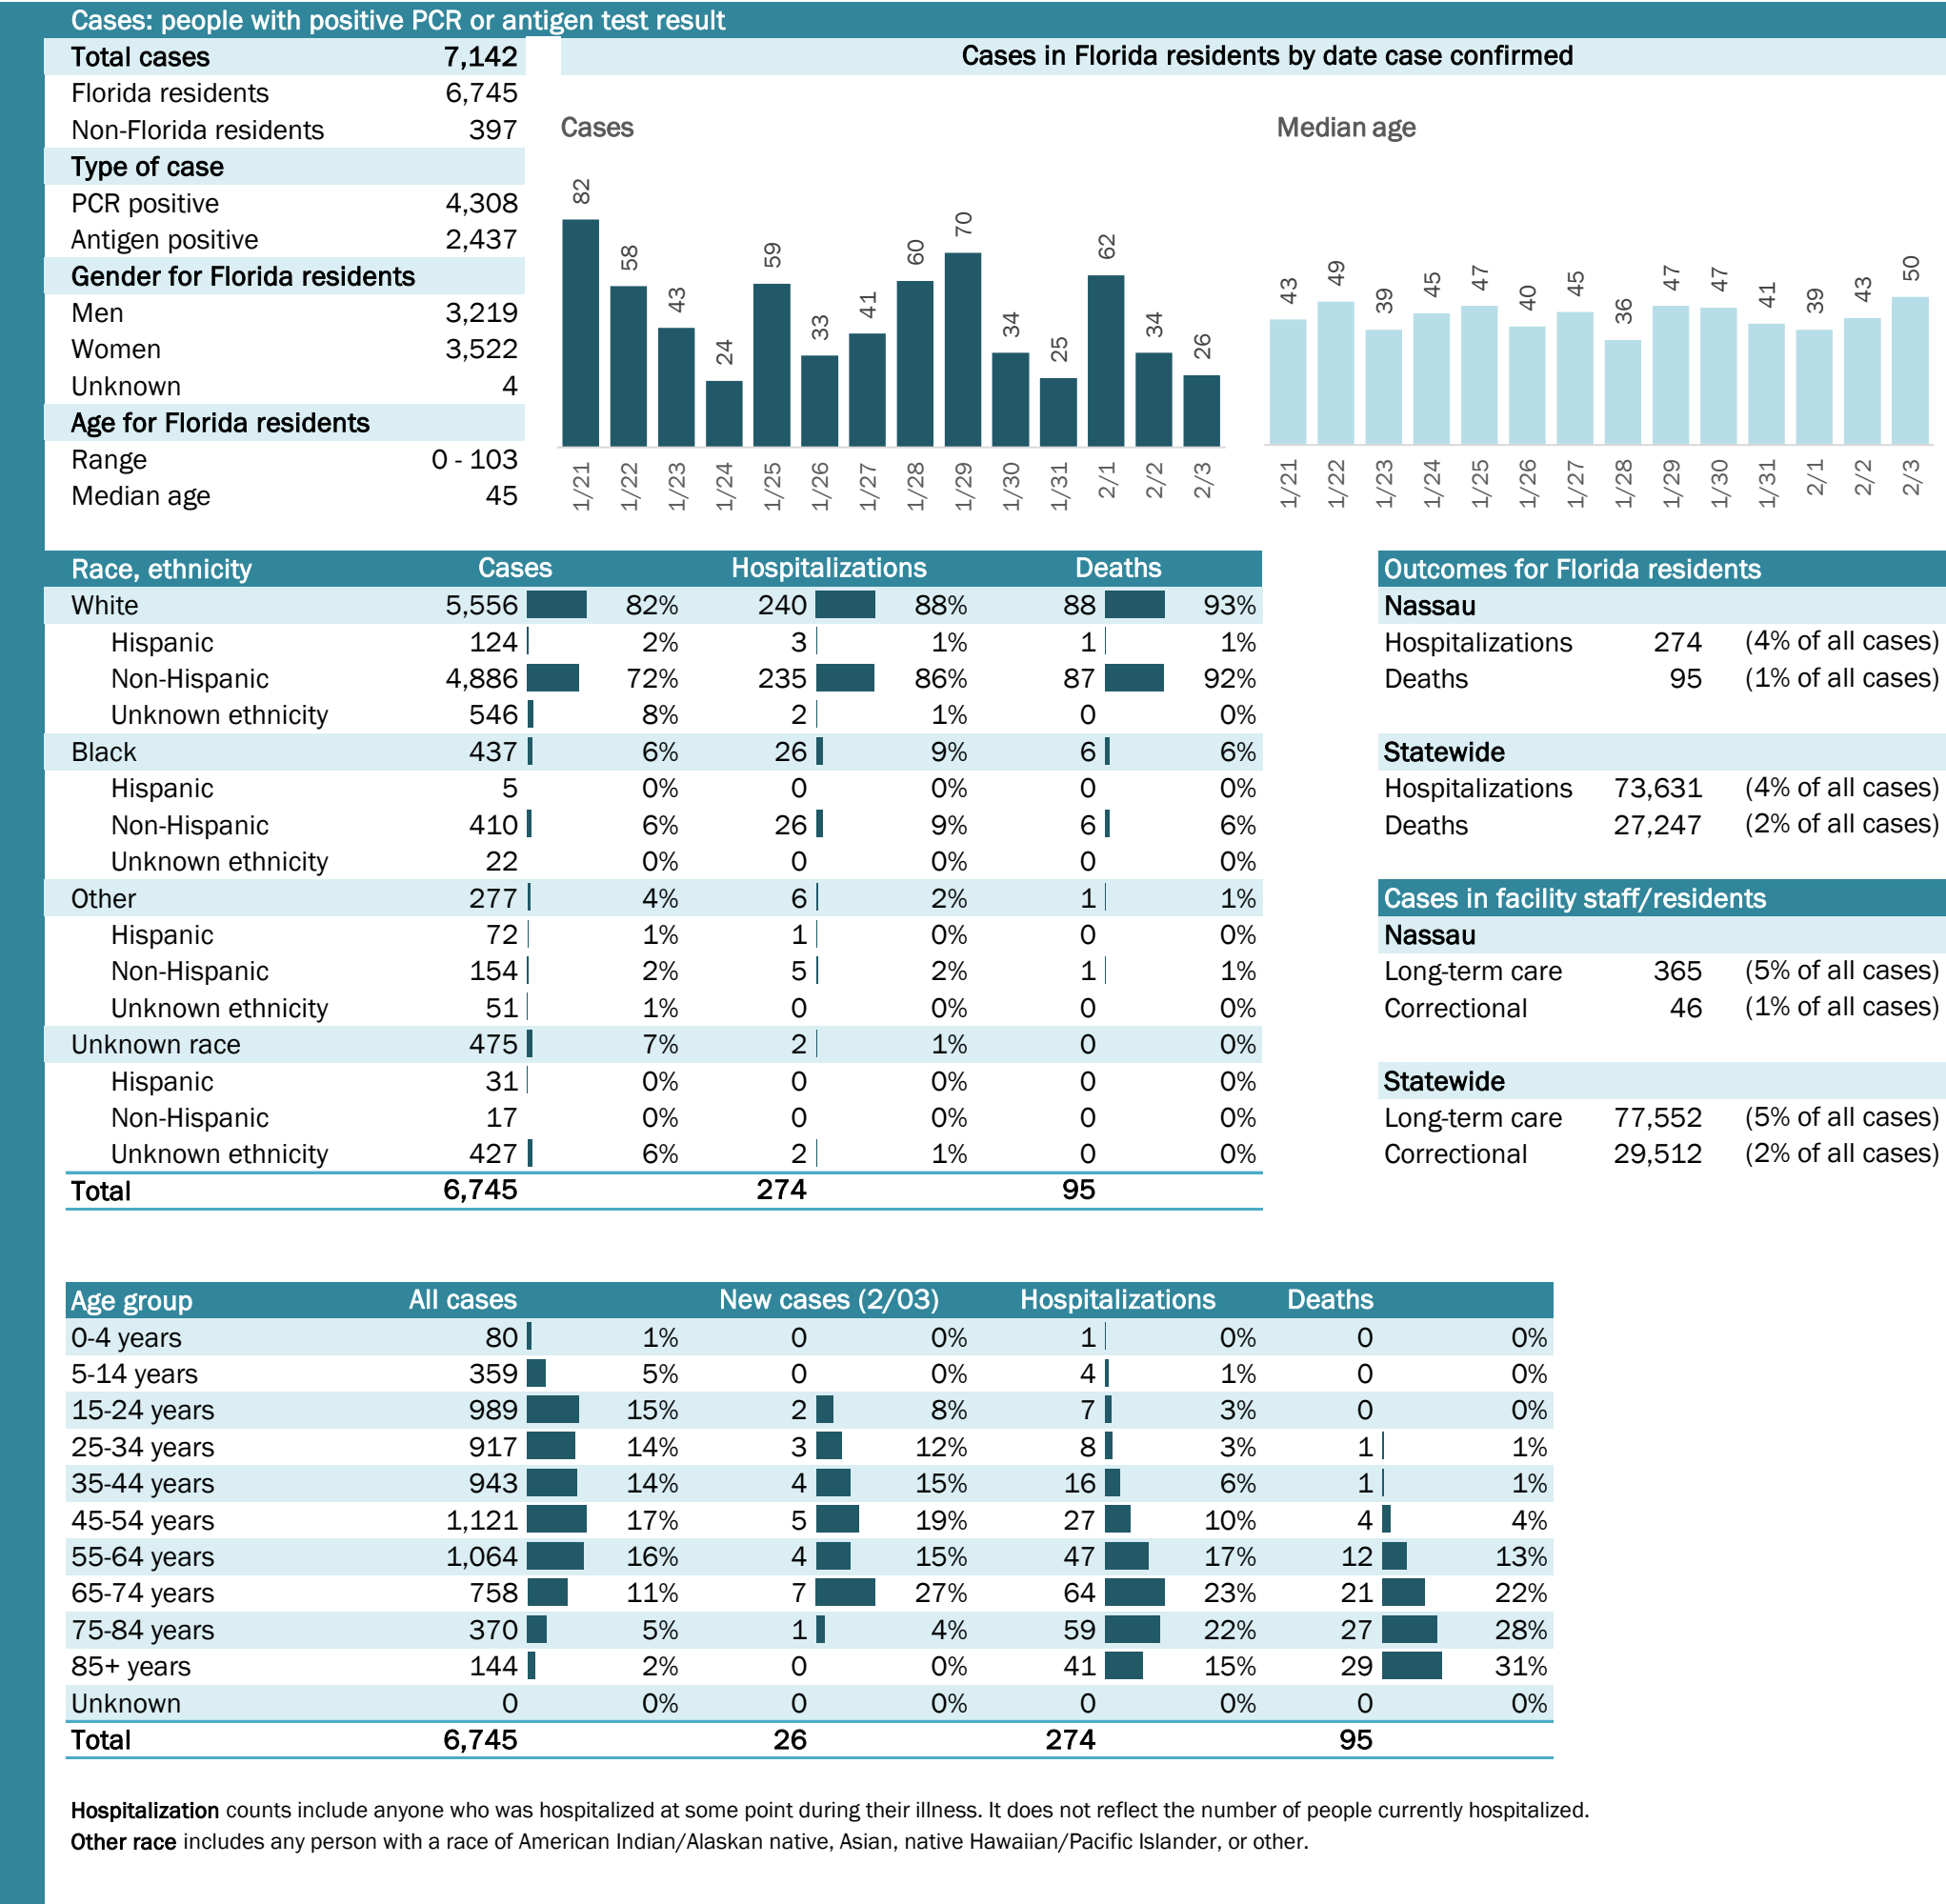 Cases: people with positive PCR or antigen test result
Total cases 7,142
Florida residents 6,745
Non-Florida residents 397
Type of case
PCR positive 4,308
Antigen positive 2,437
Gender for Florida residents
Men 3,219
Women 3,522
Unknown 4
Age for Florida residents
Range 0 - 103
Median age 45
Cases in Florida residents by date case confirmed
Cases
82 58 43 24 59 33 41 60 70 34 25 62 34 26
1/21 1/22 1/23 1/24 1/25 1/26 1/27 1/28 1/29 1/30 1/31 2/1 2/2 2/3
Median age
43 49 39 45 47 40 45 36 47 47 41 39 43 50
1/21 1/22 1/23 1/24 1/25 1/26 1/27 1/28 1/29 1/30 1/31 2/1 2/2 2/3
Race, ethnicity Cases Hospitalizations Deaths
White 5,556 82% 240 88% 88 93%
Hispanic 124 2% 3 1% 1 1%
Non-Hispanic 4,886 72% 235 86% 87 92%
Unknown ethnicity 546 8% 2 1% 0 0%
Black 437 6% 26 9% 6 6%
Hispanic 5 0% 0 0% 0 0%
Non-Hispanic 410 6% 26 9% 6 6%
Unknown ethnicity 22 0% 0 0% 0 0%
Other 277 4% 6 2% 1 1%
Hispanic 72 1% 1 0% 0 0%
Non-Hispanic 154 2% 5 2% 1 1%
Unknown ethnicity 51 1% 0 0% 0 0%
Unknown race 475 7% 2 1% 0 0%
Hispanic 31 0% 0 0% 0 0%
Non-Hispanic 17 0% 0 0% 0 0%
Unknown ethnicity 427 6% 2 1% 0 0%
Total 6,745 274 95
Outcomes for Florida residents
Nassau
Hospitalizations 274 (4% of all cases)
Deaths 95 (1% of all cases)
Statewide
Hospitalizations 73,631 (4% of all cases)
Deaths 27,247 (2% of all cases)
Cases in facility staff/residents
Nassau
Long-term care 365 (5% of all cases)
Correctional 46 (1% of all cases)
Statewide
Long-term care 77,552 (5% of all cases)
Correctional 29,512 (2% of all cases)
Age group All cases New cases (2/03) Hospitalizations Deaths
0-4 years 80 1% 0 0% 1 0% 0 0%
5-14 years 359 5% 0 0% 4 1% 0 0%
15-24 years 989 15% 2 8% 7 3% 0 0%
25-34 years 917 14% 3 12% 8 3% 1 1%
35-44 years 943 14% 4 15% 16 6% 1 1%
45-54 years 1,121 17% 5 19% 27 10% 4 4%
55-64 years 1,064 16% 4 15% 47 17% 12 13%
65-74 years 758 11% 7 27% 64 23% 21 22%
75-84 years 370 5% 1 4% 59 22% 27 28%
85+ years 144 2% 0 0% 41 15% 29 31%
Unknown 0 0% 0 0% 0 0% 0 0%
Total 6,745 26 274 95
Hospitalization counts include anyone who was hospitalized at some point during their illness. It does not reflect the number of people currently hospitalized.
Other race includes any person with a race of American Indian/Alaskan native, Asian, native Hawaiian/Pacific Islander, or other.